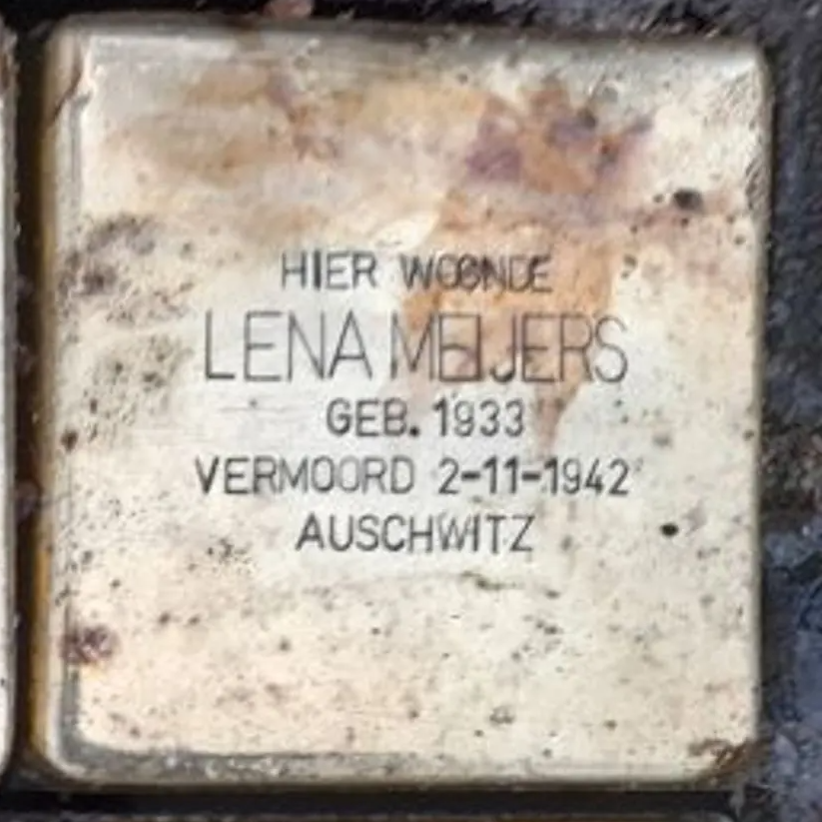 HIER WOONDE
LENA MEIJERS
GEB. 1933
VERMOORD 2-11-1942
AUSCHWITZ